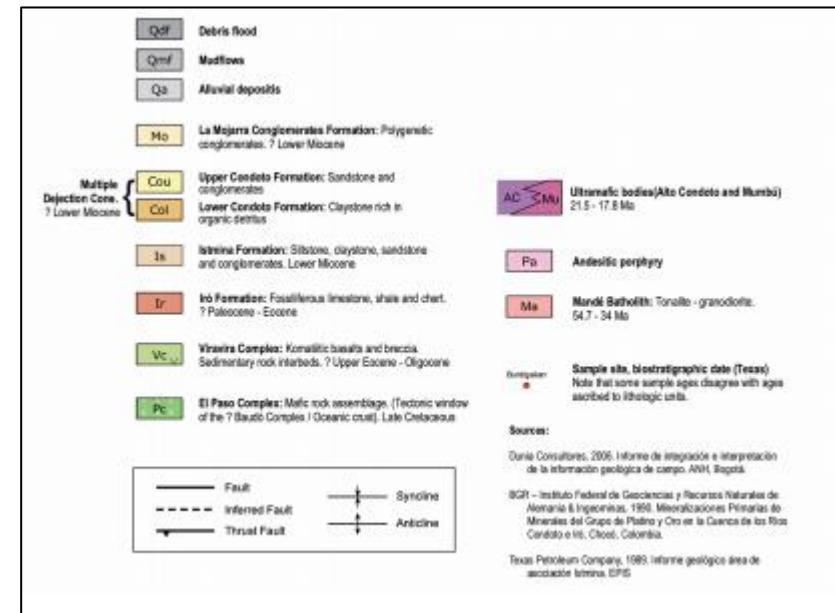 Qdf Debris flood
Qmf Mudflows
Qa Alluvial depositis
Mo La Mojarra Conglomerates Formation: Polygenetic
conglomerates. ? Lower Miocene
Multiple
Dejection Cone.
? Lower Miocene
Cou Upper Condoto Formation: Sandstone and
conglomerates
Col Lower Condoto Formation: Claystone rich in
organic detritus
Is Istmina Formation: Siltstone, claystone, sandstone
and conglomerates. Lower Miocene
Ir Iró Formation: Fossiliferous limestone, shale and chert.
? Paleocene - Eocene
Vc Viravira Complex: Komatiitic basalts and breccia.
Sedimentary rock interbeds. ? Upper Eocene - Oligocene
Pc El Paso Complex: Mafic rock assemblage. (Tectonic window
of the ? Baudó Complex / Oceanic crust). Late Cretaceous
Fault
Inferred Fault
Thrust Fault
Syncline
Anticline
AC Mu Ultramafic bodies(Alto Condoto and Mumbú)
21.5 - 17.8 Ma
Pa Andesitic porphyry
Ma Mandé Batholith: Tonalite - granodiorite.
54.7 - 34 Ma
Sample site, biostratigraphic date (Texas)
Note that some sample ages disagree with ages
ascribed to lithologic units.
Sources:
Dunia Consultores, 2006. Informe de integración e interpretación
de la información geológica de campo. ANH, Bogotá.
BGR – Instituto Federal de Geociencias y Recursos Naturales de
Alemania & Ingeominas, 1990. Mineralizaciones Primarias de
Minerales del Grupo de Platino y Oro en la Cuenca de los Ríos
Condoto e Iró, Chocó, Colombia.
Texas Petroleum Company, 1989. Informe geológico área de
asociación Istmina. EPIS